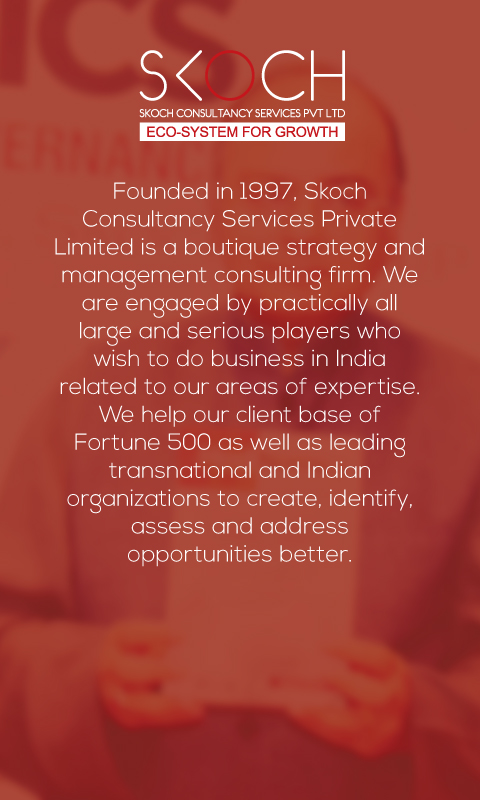 ICS
ERNANC
SKOCH
SKOCH CONSULTANCY SERVICES PVT LTD
ECO-SYSTEM FOR GROWTH
Founded in 1997, Skoch
Consultancy Services Private
Limited is a boutique strategy and
management consulting firm. We
are engaged by practically all
large and serious players who
wish to do business in India
related to our areas of expertise.
We help our client base of
Fortune 500 as well as leading
transnational and Indian
organizations to create, identify,
assess and address
opportunities better.